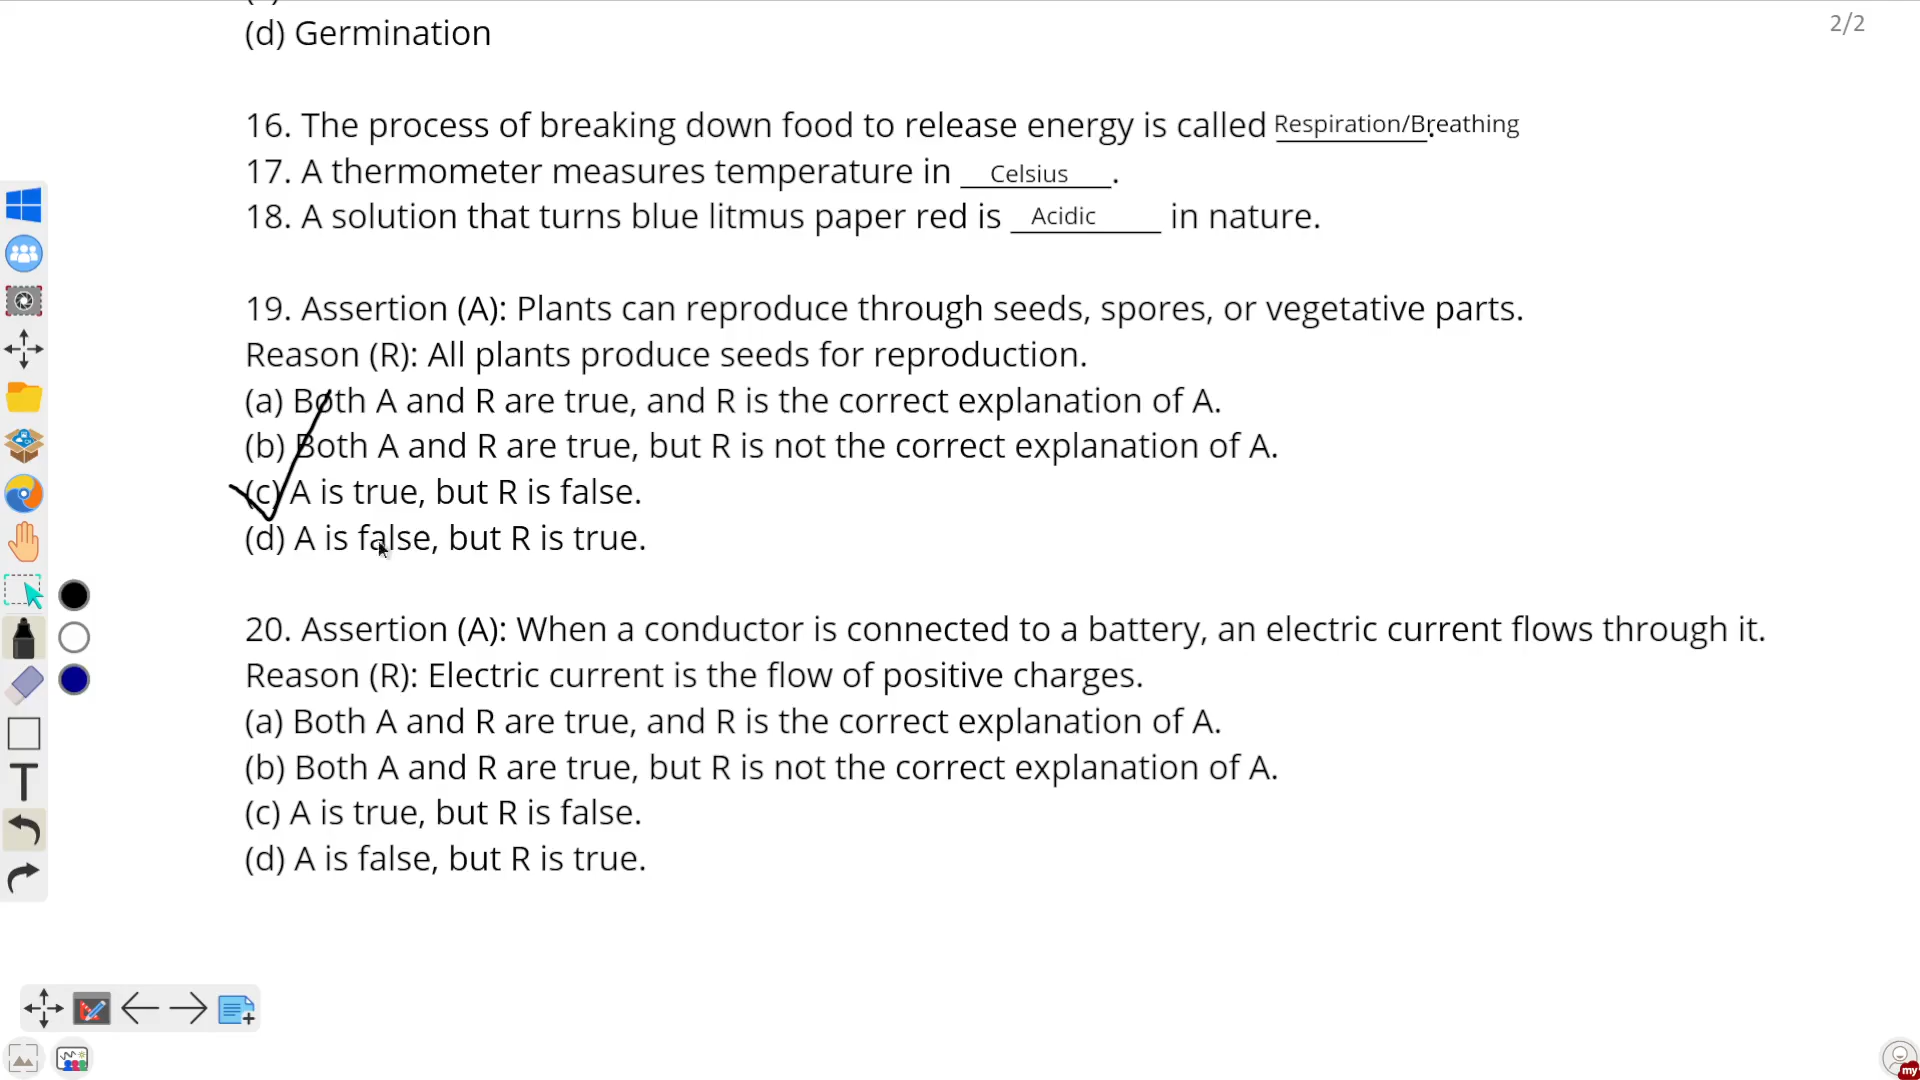 (d) Germination
2/2
16. The process of breaking down food to release energy is called Respiration/Breathing.
17. A thermometer measures temperature in Celsius.
18. A solution that turns blue litmus paper red is Acidic in nature.
19. Assertion (A): Plants can reproduce through seeds, spores, or vegetative parts.
Reason (R): All plants produce seeds for reproduction.
(a) Both A and R are true, and R is the correct explanation of A.
(b) Both A and R are true, but R is not the correct explanation of A.
(c) A is true, but R is false.
(d) A is false, but R is true.
20. Assertion (A): When a conductor is connected to a battery, an electric current flows through it.
Reason (R): Electric current is the flow of positive charges.
(a) Both A and R are true, and R is the correct explanation of A.
(b) Both A and R are true, but R is not the correct explanation of A.
(c) A is true, but R is false.
(d) A is false, but R is true.
my